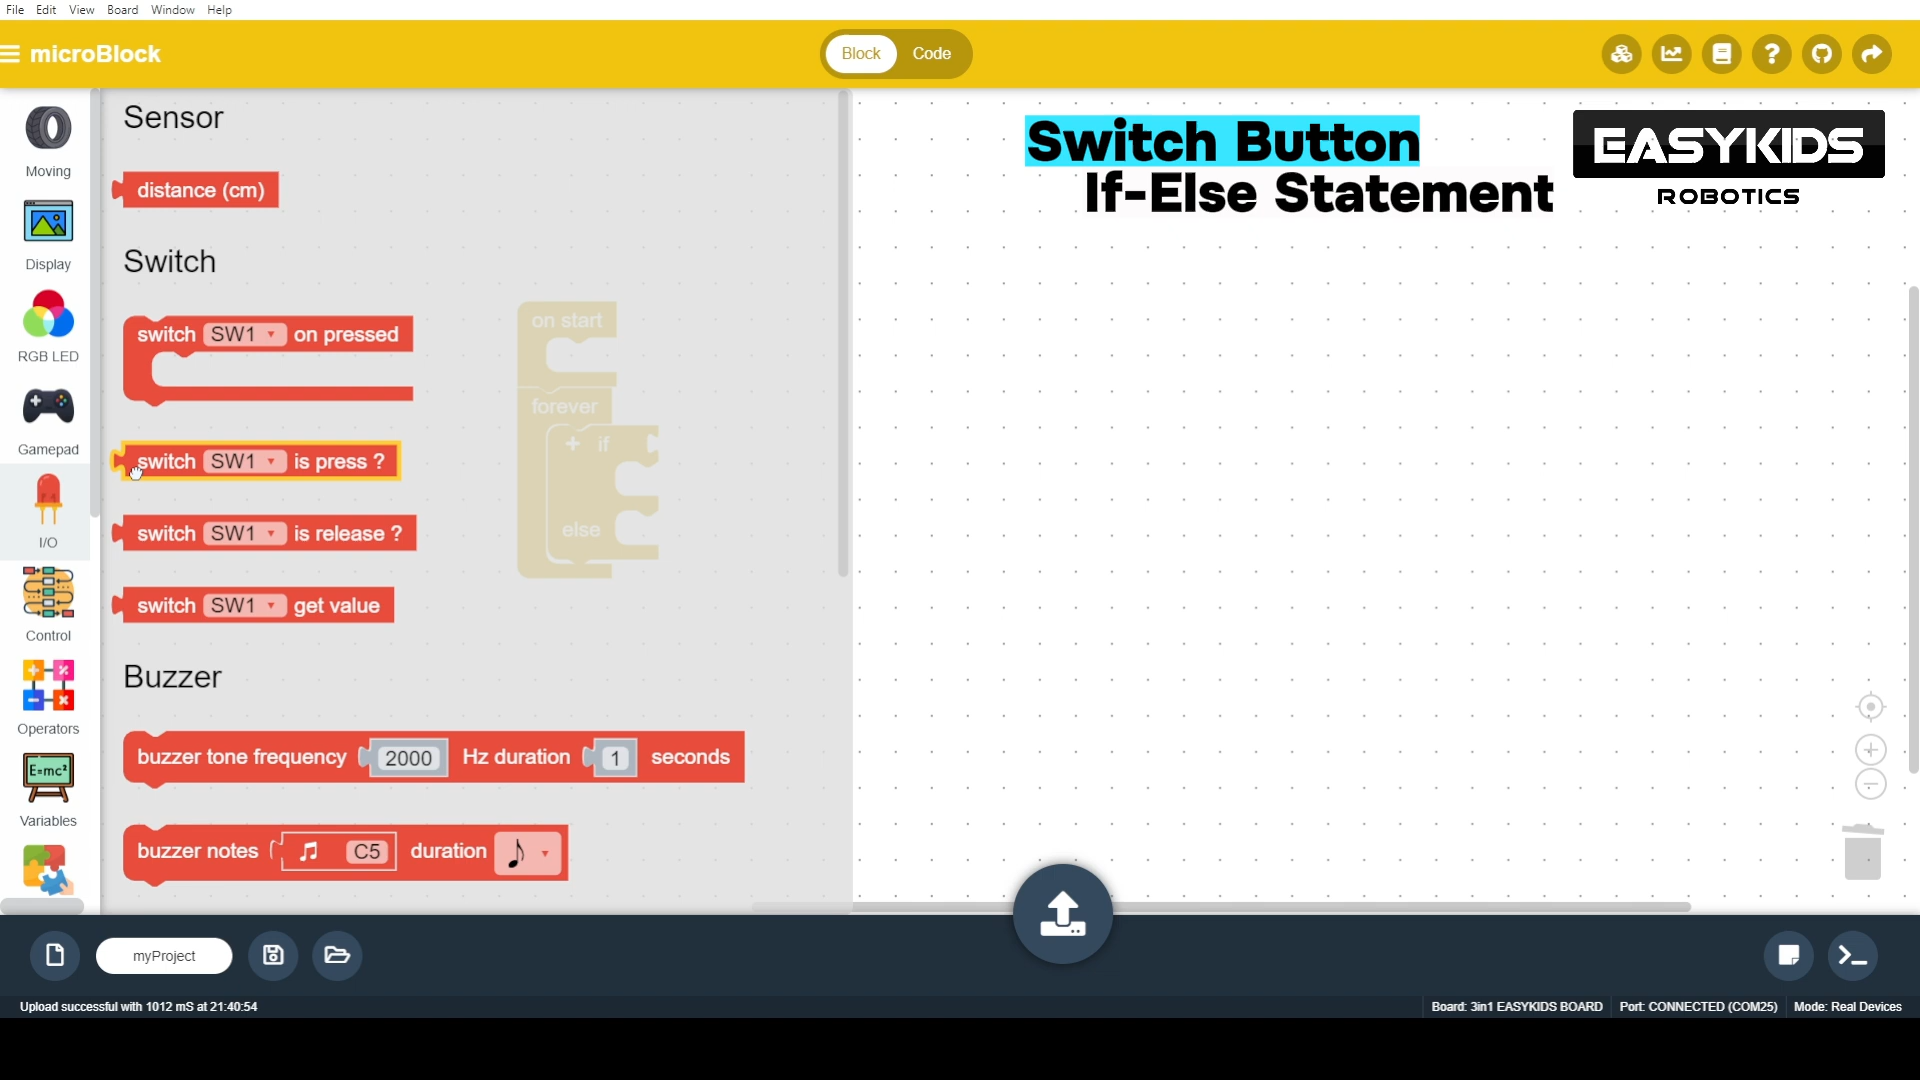 File Edit View Board Window Help
microBlock
Block Code
Moving
Display
RGB LED
Gamepad
I/O
Control
Operators
E=mc²
Variables
Sensor
distance (cm)
Switch
switch SW1 on pressed
switch SW1 is press ?
switch SW1 is release ?
switch SW1 get value
Buzzer
buzzer tone frequency 2000 Hz duration 1 seconds
buzzer notes C5 duration
on start
forever
+ if
else
Switch Button
If-Else Statement
EASYKIDS
ROBOTICS
myProject
Upload successful with 1012 mS at 21:40:54
Board: 3in1 EASYKIDS BOARD Port: CONNECTED (COM25) Mode: Real Devices